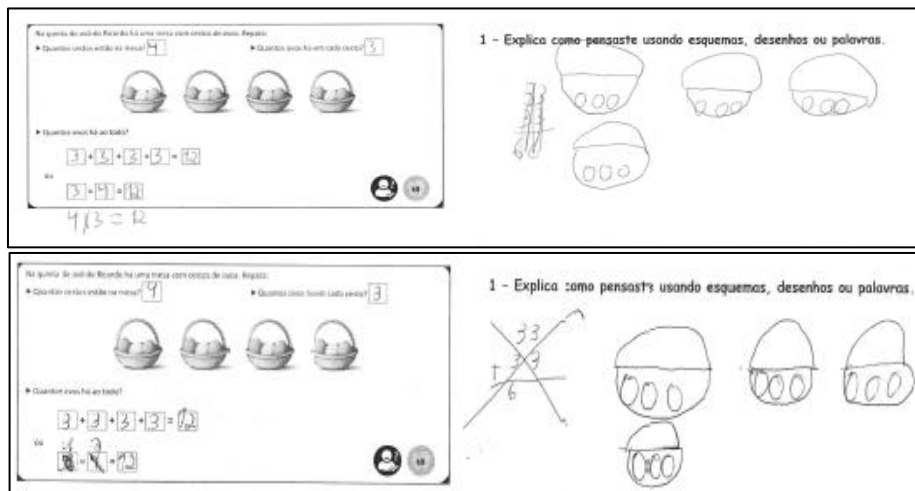 Na quinta do avô do Ricardo há uma mesa com cestos de ovos. Repara:
▶ Quantos cestos estão na mesa? 4 ▶ Quantos ovos há em cada cesto? 3
▶ Quantos ovos há ao todo?
3 + 3 + 3 + 3 = 12
ou
3 × 4 = 12
4 × 3 = 12
1 - Explica como pensaste usando esquemas, desenhos ou palavras.
Na quinta do avô do Ricardo há uma mesa com cestos de ovos. Repara:
▶ Quantos cestos estão na mesa? 4 ▶ Quantos ovos há em cada cesto? 3
▶ Quantos ovos há ao todo?
3 + 3 + 3 + 3 = 12
ou
= 12
1 - Explica como pensaste usando esquemas, desenhos ou palavras.
33
+ 33
6